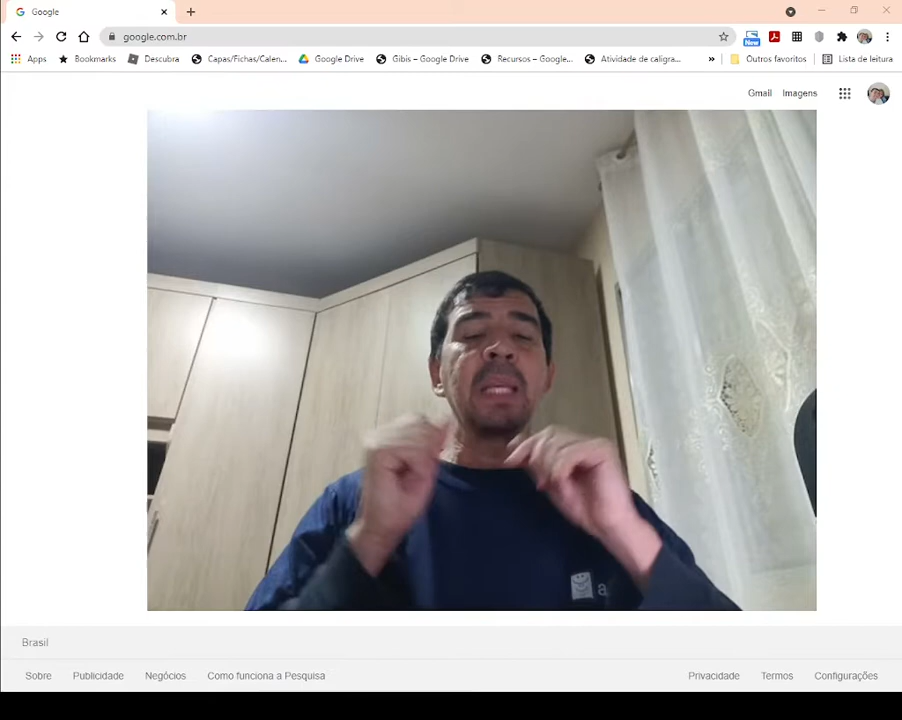 Google
google.com.br
New
Apps Bookmarks Descubra Capas/Fichas/Calen... Google Drive Gibis – Google Drive Recursos – Google... Atividade de caligra... » Outros favoritos Lista de leitura
Gmail Imagens
a
Brasil
Sobre Publicidade Negócios Como funciona a Pesquisa Privacidade Termos Configurações